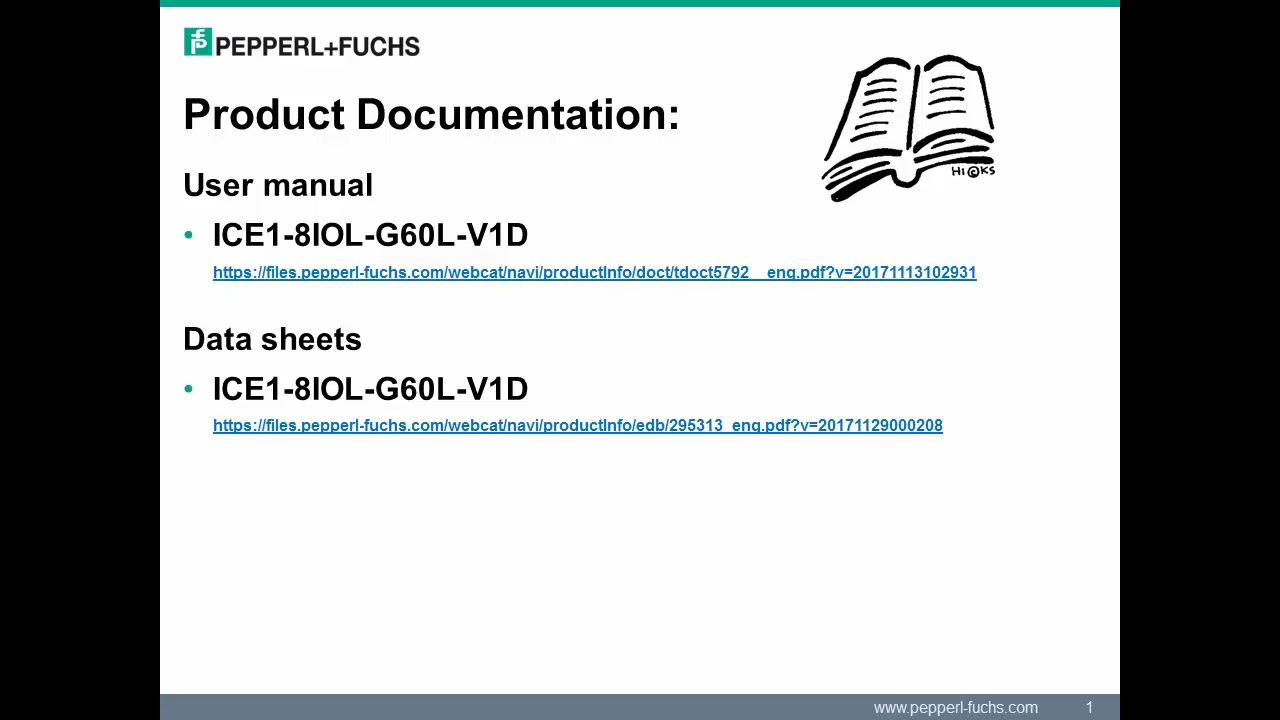 PEPPERL+FUCHS
Product Documentation:
HICKS
User manual
• ICE1-8IOL-G60L-V1D
https://files.pepperl-fuchs.com/webcat/navi/productInfo/doct/tdoct5792__eng.pdf?v=20171113102931
Data sheets
• ICE1-8IOL-G60L-V1D
https://files.pepperl-fuchs.com/webcat/navi/productInfo/edb/295313_eng.pdf?v=20171129000208
www.pepperl-fuchs.com 1